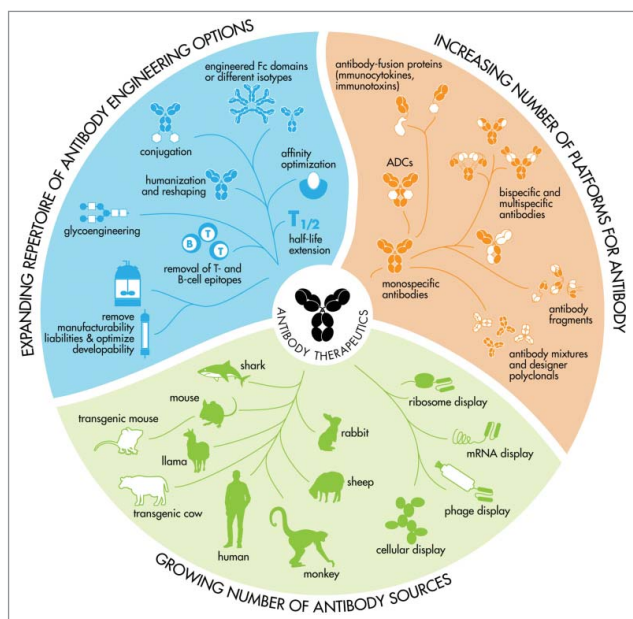 EXPANDING REPERTOIRE OF ANTIBODY ENGINEERING OPTIONS
engineered Fc domains
or different isotypes
conjugation
humanization
and reshaping
affinity
optimization
glycoengineering
T1/2
half-life
extension
B T T
removal of T- and
B-cell epitopes
remove
manufacturability
liabilities & optimize
developability
INCREASING NUMBER OF PLATFORMS FOR ANTIBODY
antibody-fusion proteins
(mmunocytokines,
immunotoxins)
ADCs
bispecific and
multispecific
antibodies
monospecific
antibodies
antibody
fragments
antibody mixtures
and designer
polyclonals
ANTIBODY THERAPEUTICS
shark
mouse
transgenic mouse
llama
transgenic cow
human
monkey
sheep
rabbit
ribosome display
mRNA display
phage display
cellular display
GROWING NUMBER OF ANTIBODY SOURCES